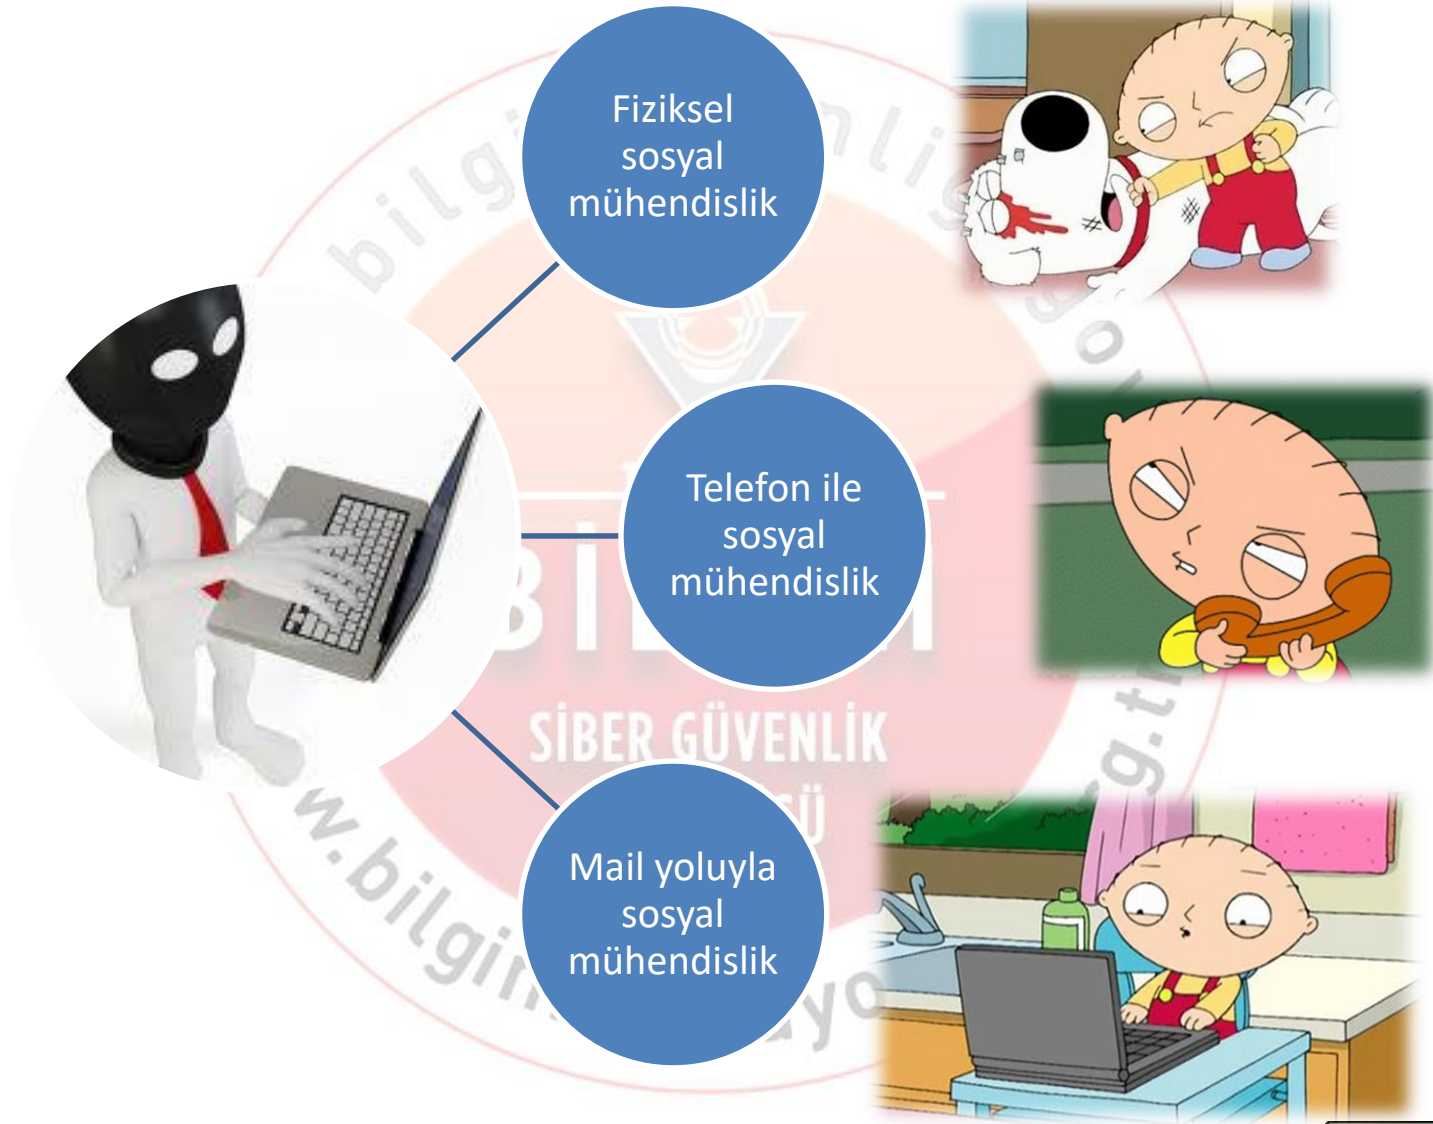 Fiziksel
sosyal
mühendislik
Telefon ile
sosyal
mühendislik
SİBER GÜVENLİK
Mail yoluyla
sosyal
mühendislik